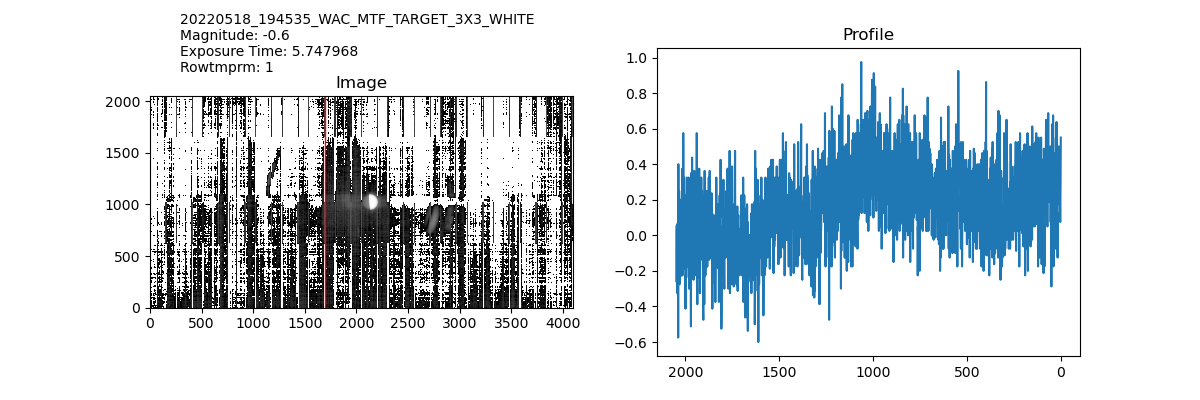 20220518_194535_WAC_MTF_TARGET_3X3_WHITE
Magnitude: -0.6
Exposure Time: 5.747968
Rowtmprm: 1
Image
2000
1500
1000
500
0
0 500 1000 1500 2000 2500 3000 3500 4000
Profile
1.0
0.8
0.6
0.4
0.2
0.0
−0.2
−0.4
−0.6
2000 1500 1000 500 0